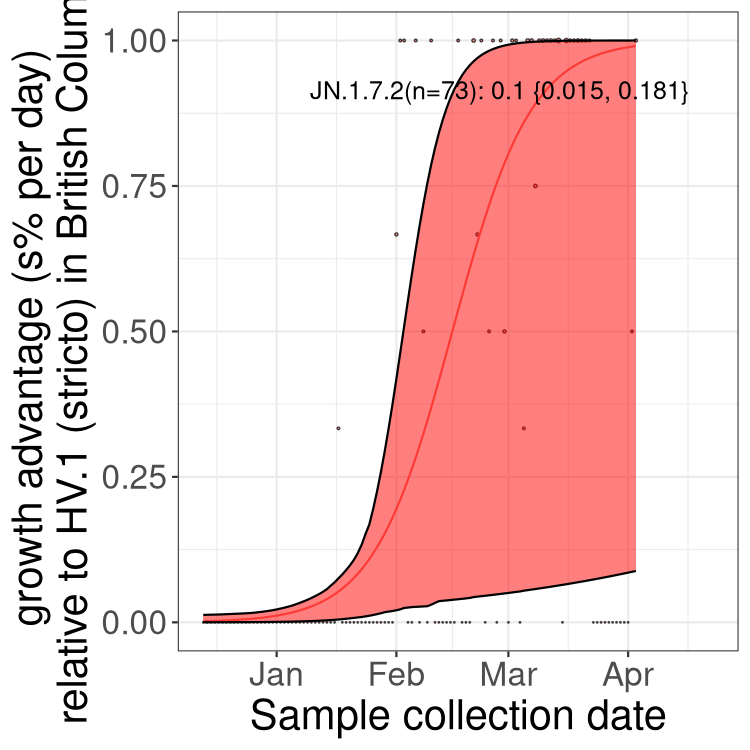 growth advantage (s% per day)
relative to HV.1 (stricto) in British Colum
1.00
0.75
0.50
0.25
0.00
JN.1.7.2(n=73): 0.1 {0.015, 0.181}
Jan Feb Mar Apr
Sample collection date